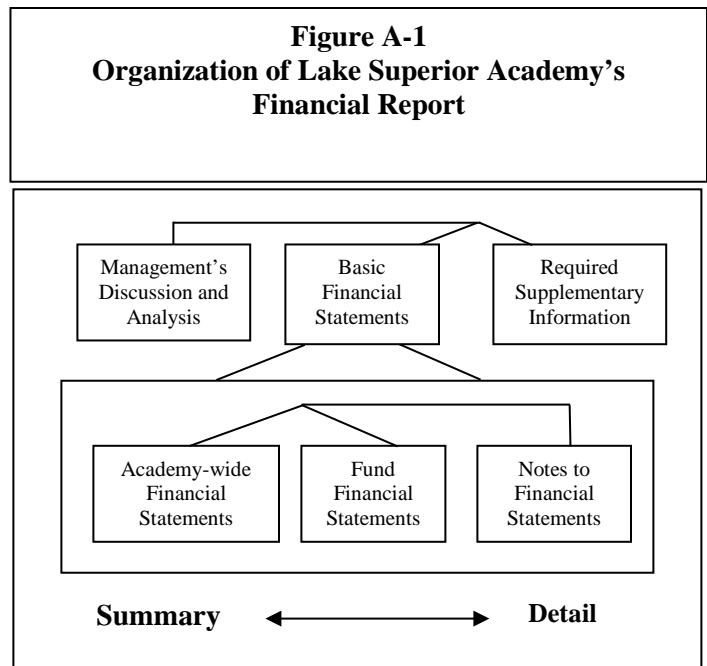 Figure A-1
Organization of Lake Superior Academy's
Financial Report
Management's
Discussion and
Analysis
Basic
Financial
Statements
Required
Supplementary
Information
Academy-wide
Financial
Statements
Fund
Financial
Statements
Notes to
Financial
Statements
Summary
Detail